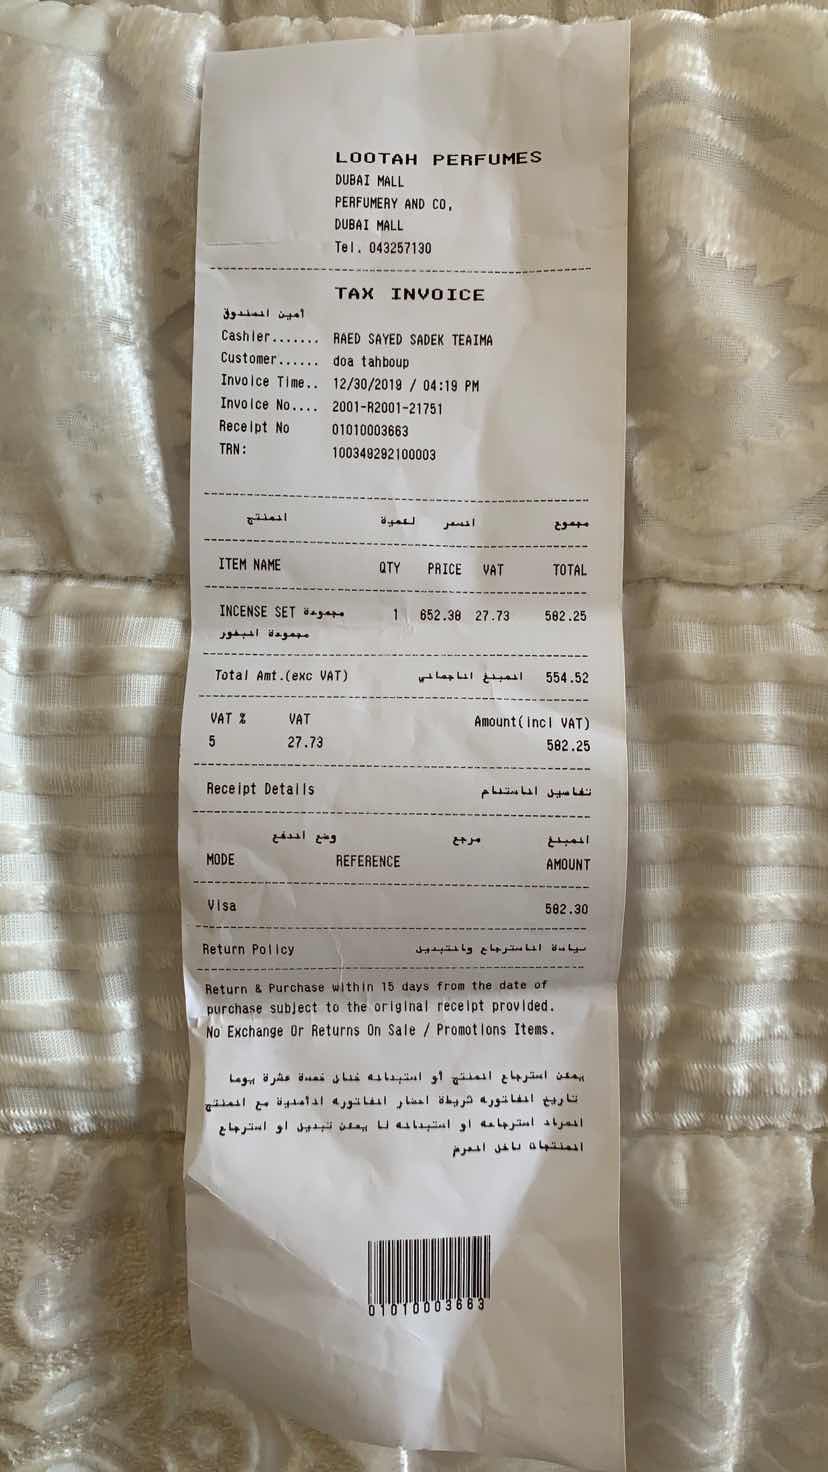 LOOTAH PERFUMES
DUBAI MALL
PERFUMERY AND CO,
DUBAI MALL
Tel. 043257130
TAX INVOICE
أمين الصندوق
Cashier....... RAED SAYED SADEK TEAIMA
Customer...... doa tahboup
Invoice Time.. 12/30/2019 / 04:19 PM
Invoice No.... 2001-R2001-21751
Receipt No 01010003663
TRN: 100349292100003
المنتج لكمية السعر مجموع
ITEM NAME QTY PRICE VAT TOTAL
INCENSE SET مجموعة 1 652.38 27.73 582.25
مجموعة البخور
Total Amt.(exc VAT) المبلغ الاجمالي 554.52
VAT % VAT Amount(incl VAT)
5 27.73 582.25
Receipt Details تفاصيل الاستلام
وضع الدفع مرجع المبلغ
MODE REFERENCE AMOUNT
Visa 582.30
Return Policy سياسة الاسترجاع والتبديل
Return & Purchase within 15 days from the date of
purchase subject to the original receipt provided.
No Exchange Or Returns On Sale / Promotions Items.
يمكن استرجاع المنتج أو استبداله خلال خمسة عشرة يوما
تاريخ الفاتوره شريطة احضار الفاتوره الأصلية مع المنتج
المراد استرجاعه او استبداله لا يمكن تبديل او استرجاع
المنتجات داخل العرض
01010003663